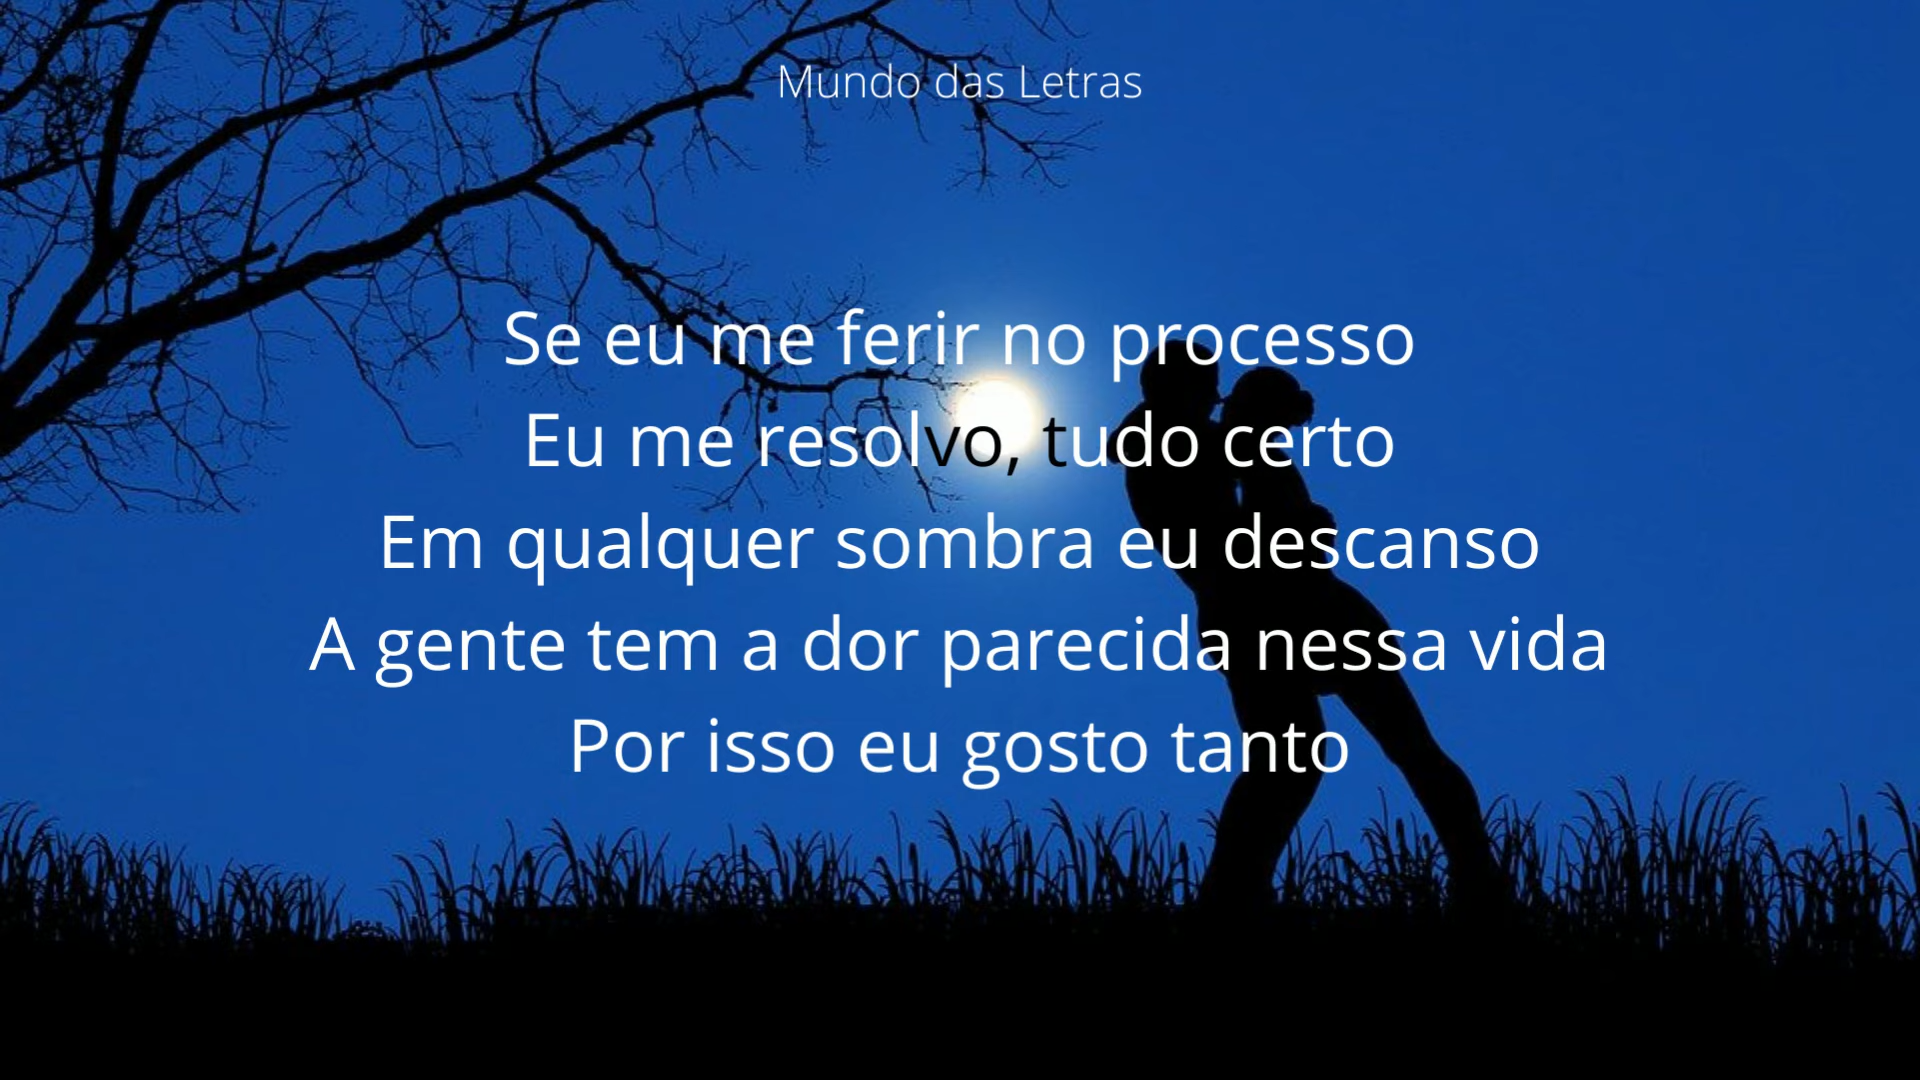 Mundo das Letras
Se eu me ferir no processo
Eu me resolvo, tudo certo
Em qualquer sombra eu descanso
A gente tem a dor parecida nessa vida
Por isso eu gosto tanto